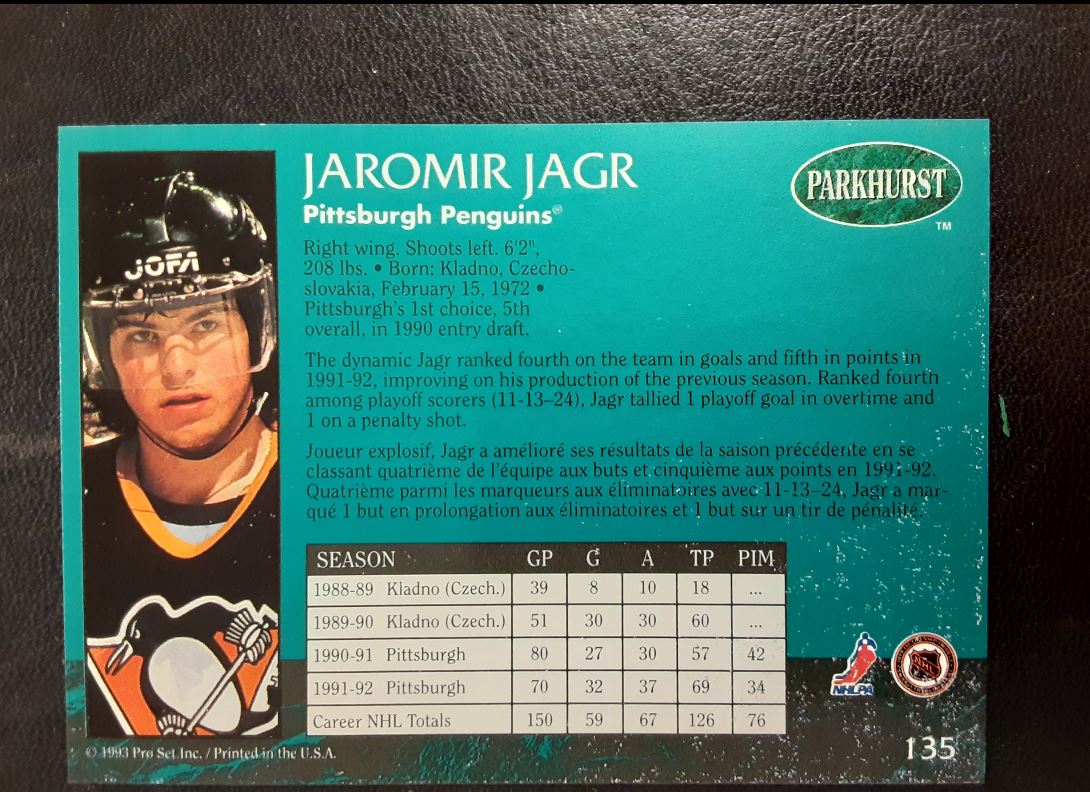 JAROMIR JAGR
Pittsburgh Penguins®
PARKHURST
TM
JOFA
Right wing. Shoots left. 6'2",
208 lbs. • Born: Kladno, Czecho-
slovakia, February 15, 1972 •
Pittsburgh's 1st choice, 5th
overall, in 1990 entry draft.
The dynamic Jagr ranked fourth on the team in goals and fifth in points in
1991-92, improving on his production of the previous season. Ranked fourth
among playoff scorers (11-13–24), Jagr tallied 1 playoff goal in overtime and
1 on a penalty shot.
Joueur explosif, Jagr a amélioré ses résultats de la saison précédente en se
classant quatrième de l'équipe aux buts et cinquième aux points en 1991-92.
Quatrième parmi les marqueurs aux éliminatoires avec 11-13–24, Jagr a mar-
qué 1 but en prolongation aux éliminatoires et 1 but sur un tir de pénalité.
SEASON GP G A TP PIM
1988-89 Kladno (Czech.) 39 8 10 18 ...
1989-90 Kladno (Czech.) 51 30 30 60 ...
1990-91 Pittsburgh 80 27 30 57 42
1991-92 Pittsburgh 70 32 37 69 34
Career NHL Totals 150 59 67 126 76
NHLPA
NHL
© 1993 Pro Set Inc. / Printed in the U.S.A.
135